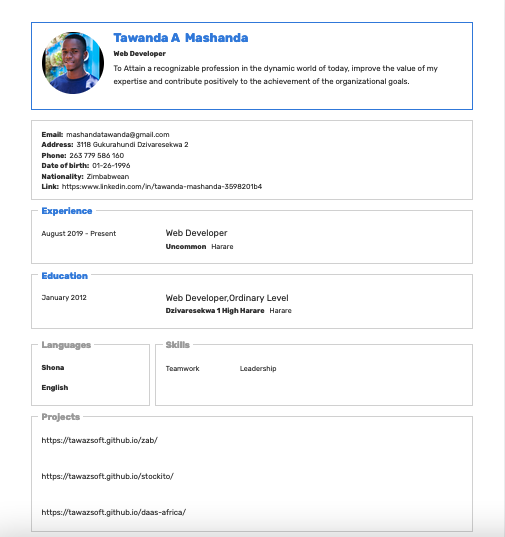 Tawanda A Mashanda
Web Developer
To Attain a recognizable profession in the dynamic world of today, improve the value of my
expertise and contribute positively to the achievement of the organizational goals.
Email: mashandatawanda@gmail.com
Address: 3118 Gukurahundi Dzivaresekwa 2
Phone: 263 779 586 160
Date of birth: 01-26-1996
Nationality: Zimbabwean
Link: https:www.linkedin.com/in/tawanda-mashanda-3598201b4
Experience
August 2019 - Present
Web Developer
Uncommon Harare
Education
January 2012
Web Developer,Ordinary Level
Dzivaresekwa 1 High Harare Harare
Languages
Shona
English
Skills
Teamwork Leadership
Projects
https://tawazsoft.github.io/zab/
https://tawazsoft.github.io/stockito/
https://tawazsoft.github.io/daas-africa/